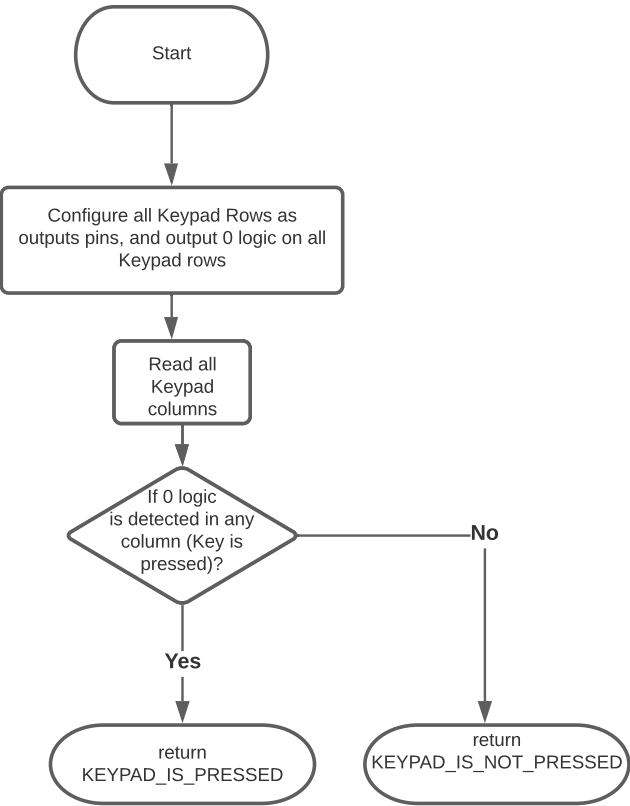 Start
Configure all Keypad Rows as
outputs pins, and output 0 logic on all
Keypad rows
Read all
Keypad
columns
If 0 logic
is detected in any
column (Key is
pressed)?
No
Yes
return
KEYPAD_IS_PRESSED
return
KEYPAD_IS_NOT_PRESSED